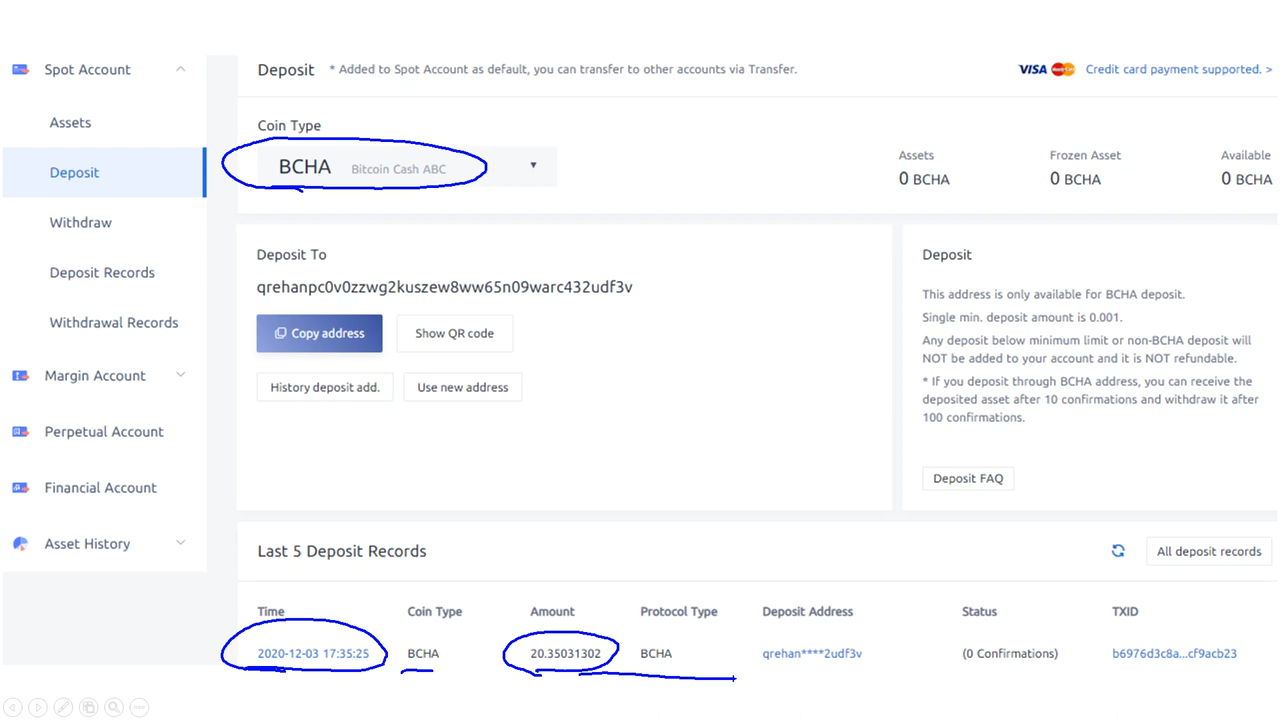 Spot Account
Assets
Deposit
Withdraw
Deposit Records
Withdrawal Records
Margin Account
Perpetual Account
Financial Account
Asset History
Deposit * Added to Spot Account as default, you can transfer to other accounts via Transfer.
VISA MasterCard Credit card payment supported. >
Coin Type
BCHA Bitcoin Cash ABC
Assets Frozen Asset Available
0 BCHA 0 BCHA 0 BCHA
Deposit To
qrehanpc0v0zzwg2kuszew8ww65n09warc432udf3v
Copy address Show QR code
History deposit add. Use new address
Deposit
This address is only available for BCHA deposit.
Single min. deposit amount is 0.001.
Any deposit below minimum limit or non-BCHA deposit will
NOT be added to your account and it is NOT refundable.
* If you deposit through BCHA address, you can receive the
deposited asset after 10 confirmations and withdraw it after
100 confirmations.
Deposit FAQ
Last 5 Deposit Records All deposit records
Time Coin Type Amount Protocol Type Deposit Address Status TXID
2020-12-03 17:35:25 BCHA 20.35031302 BCHA qrehan****2udf3v (0 Confirmations) b6976d3c8a...cf9acb23